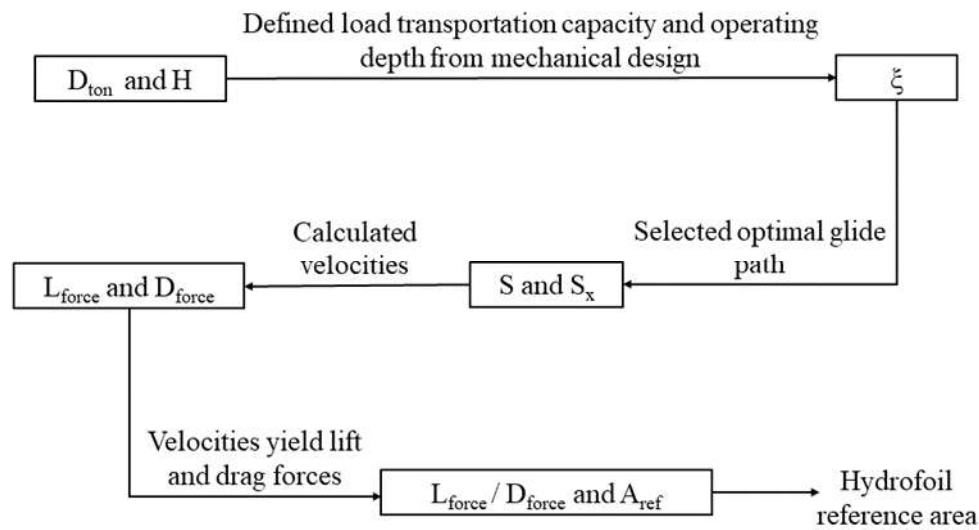 Defined load transportation capacity and operating
depth from mechanical design
D_ton and H
ξ
Selected optimal glide
path
S and S_x
Calculated
velocities
L_force and D_force
Velocities yield lift
and drag forces
L_force / D_force and A_ref
Hydrofoil
reference area